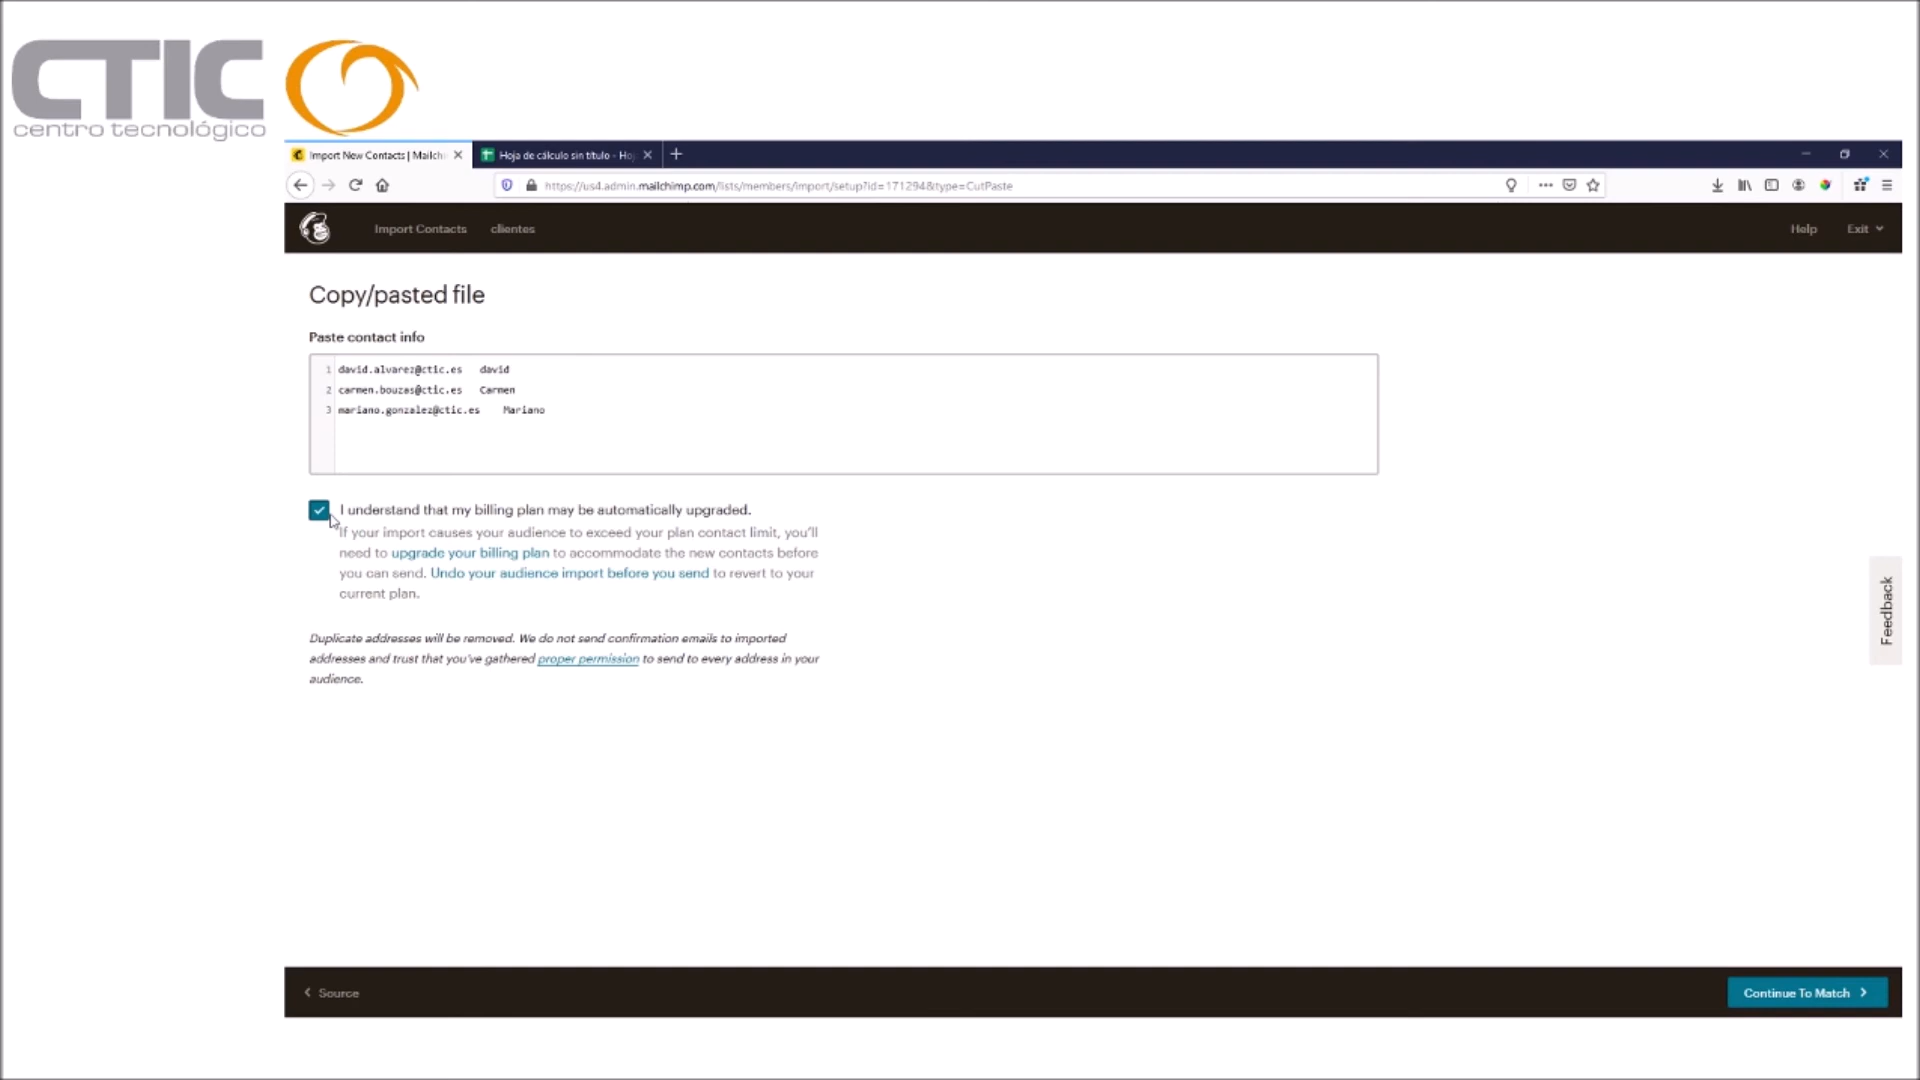 CTIC
centro tecnológico
Import New Contacts | Mailchi
Hoja de cálculo sin título - Hoj
https://us4.admin.mailchimp.com/lists/members/import/setup?id=171294&type=CutPaste
Import Contacts
clientes
Help
Exit
Copy/pasted file
Paste contact info
1 david.alvarez@ctic.es david
2 carmen.bouzas@ctic.es Carmen
3 mariano.gonzalez@ctic.es Mariano
I understand that my billing plan may be automatically upgraded.
If your import causes your audience to exceed your plan contact limit, you'll
need to upgrade your billing plan to accommodate the new contacts before
you can send. Undo your audience import before you send to revert to your
current plan.
Duplicate addresses will be removed. We do not send confirmation emails to imported
addresses and trust that you've gathered proper permission to send to every address in your
audience.
Feedback
Source
Continue To Match